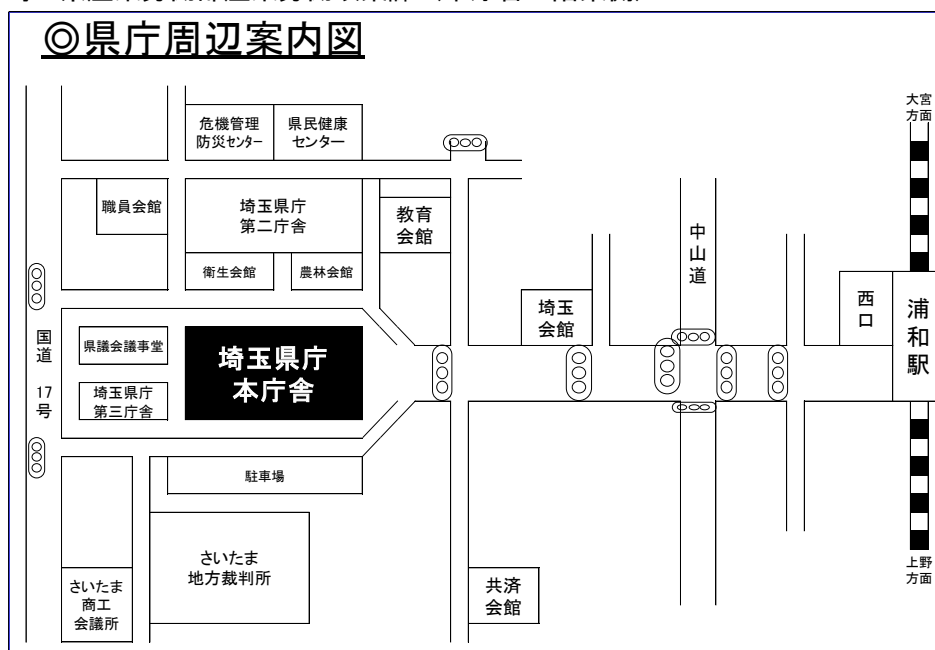 ◎県庁周辺案内図
大宮
方面
危機管理
防災センター
県民健康
センター
職員会館
埼玉県庁
第二庁舎
教育
会館
中
山
道
衛生会館
農林会館
埼玉
会館
西
口
浦
和
駅
国
道
17
号
県議会議事堂
埼玉県庁
本庁舎
埼玉県庁
第三庁舎
駐車場
さいたま
地方裁判所
上野
方面
さいたま
商工
会議所
共済
会館